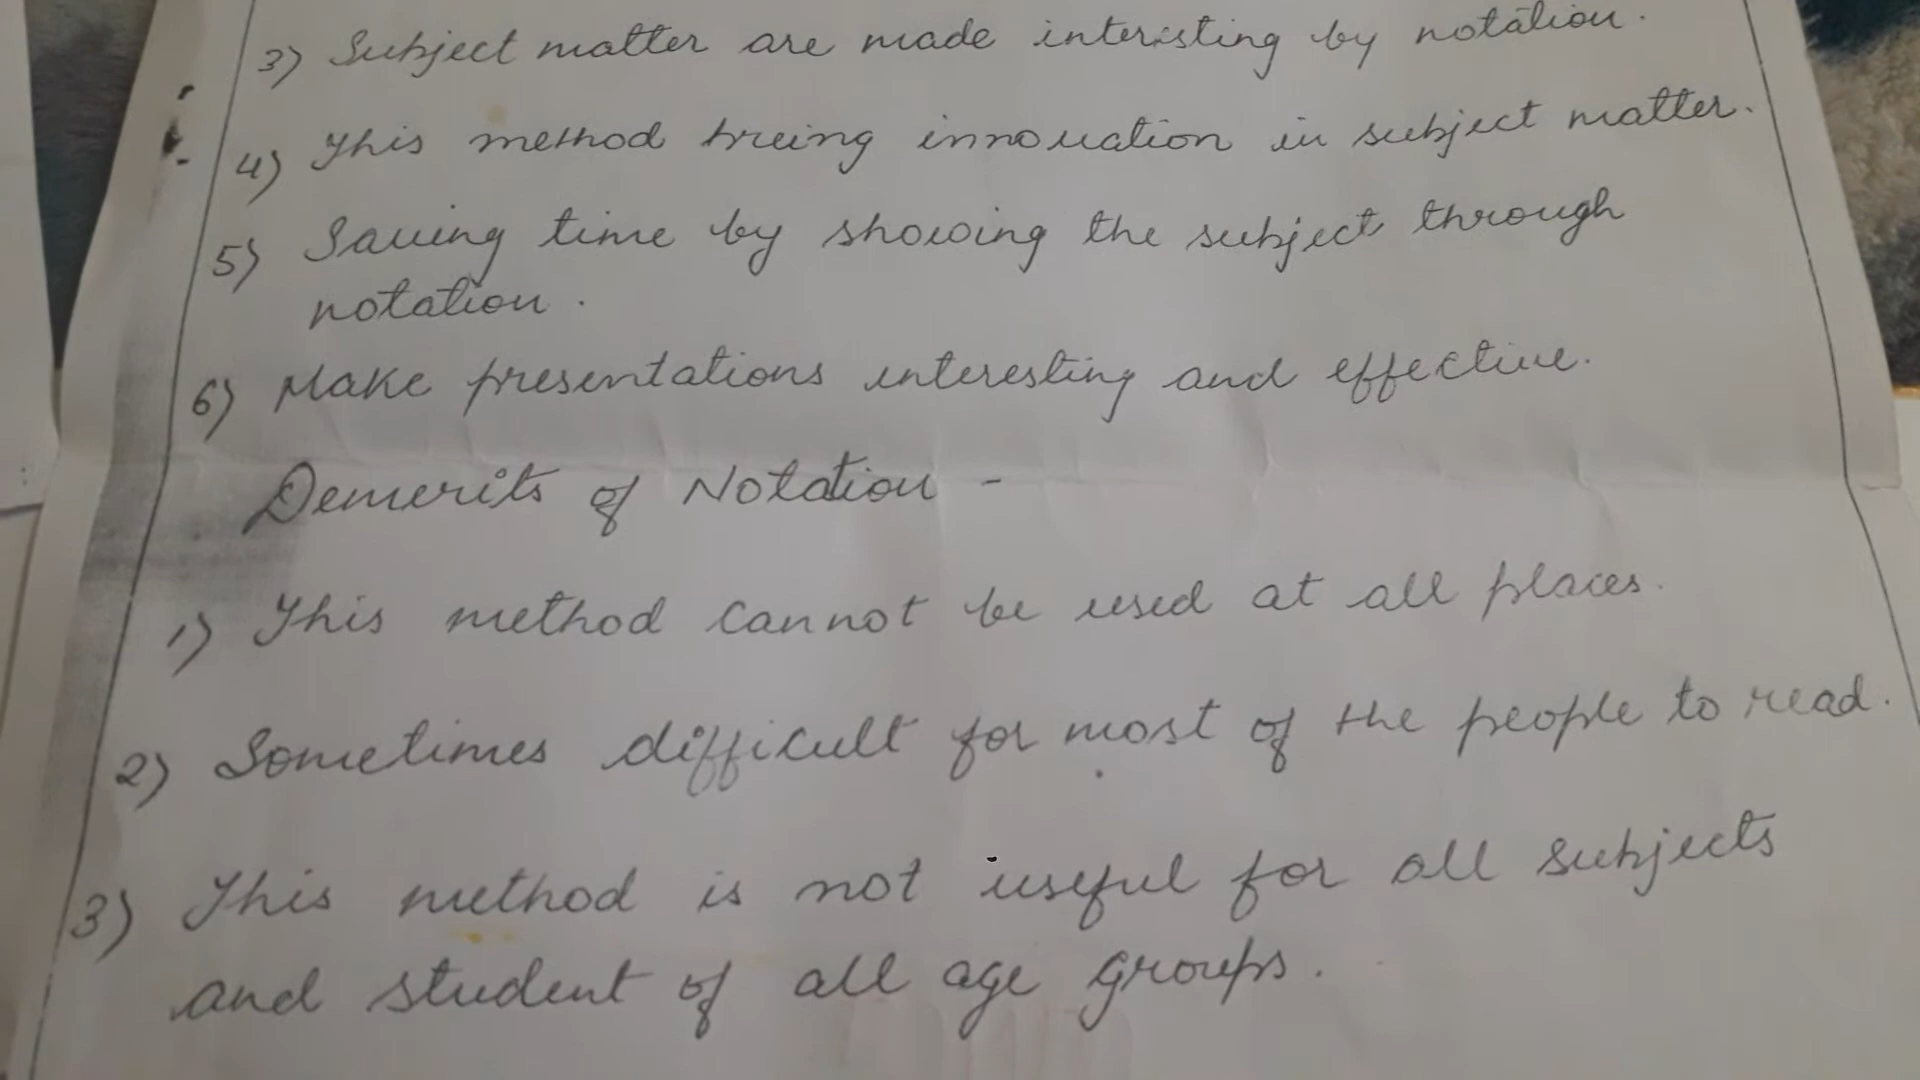 3) Subject matter are made interesting by notation.
4) This method breing innovation in subject matter.
5) Saving time by showing the subject through
notation.
6) Make presentations interesting and effective.
Demerits of Notation -
1) This method cannot be used at all places.
2) Sometimes difficult for most of the people to read.
3) This method is not useful for all subjects
and student of all age groups.